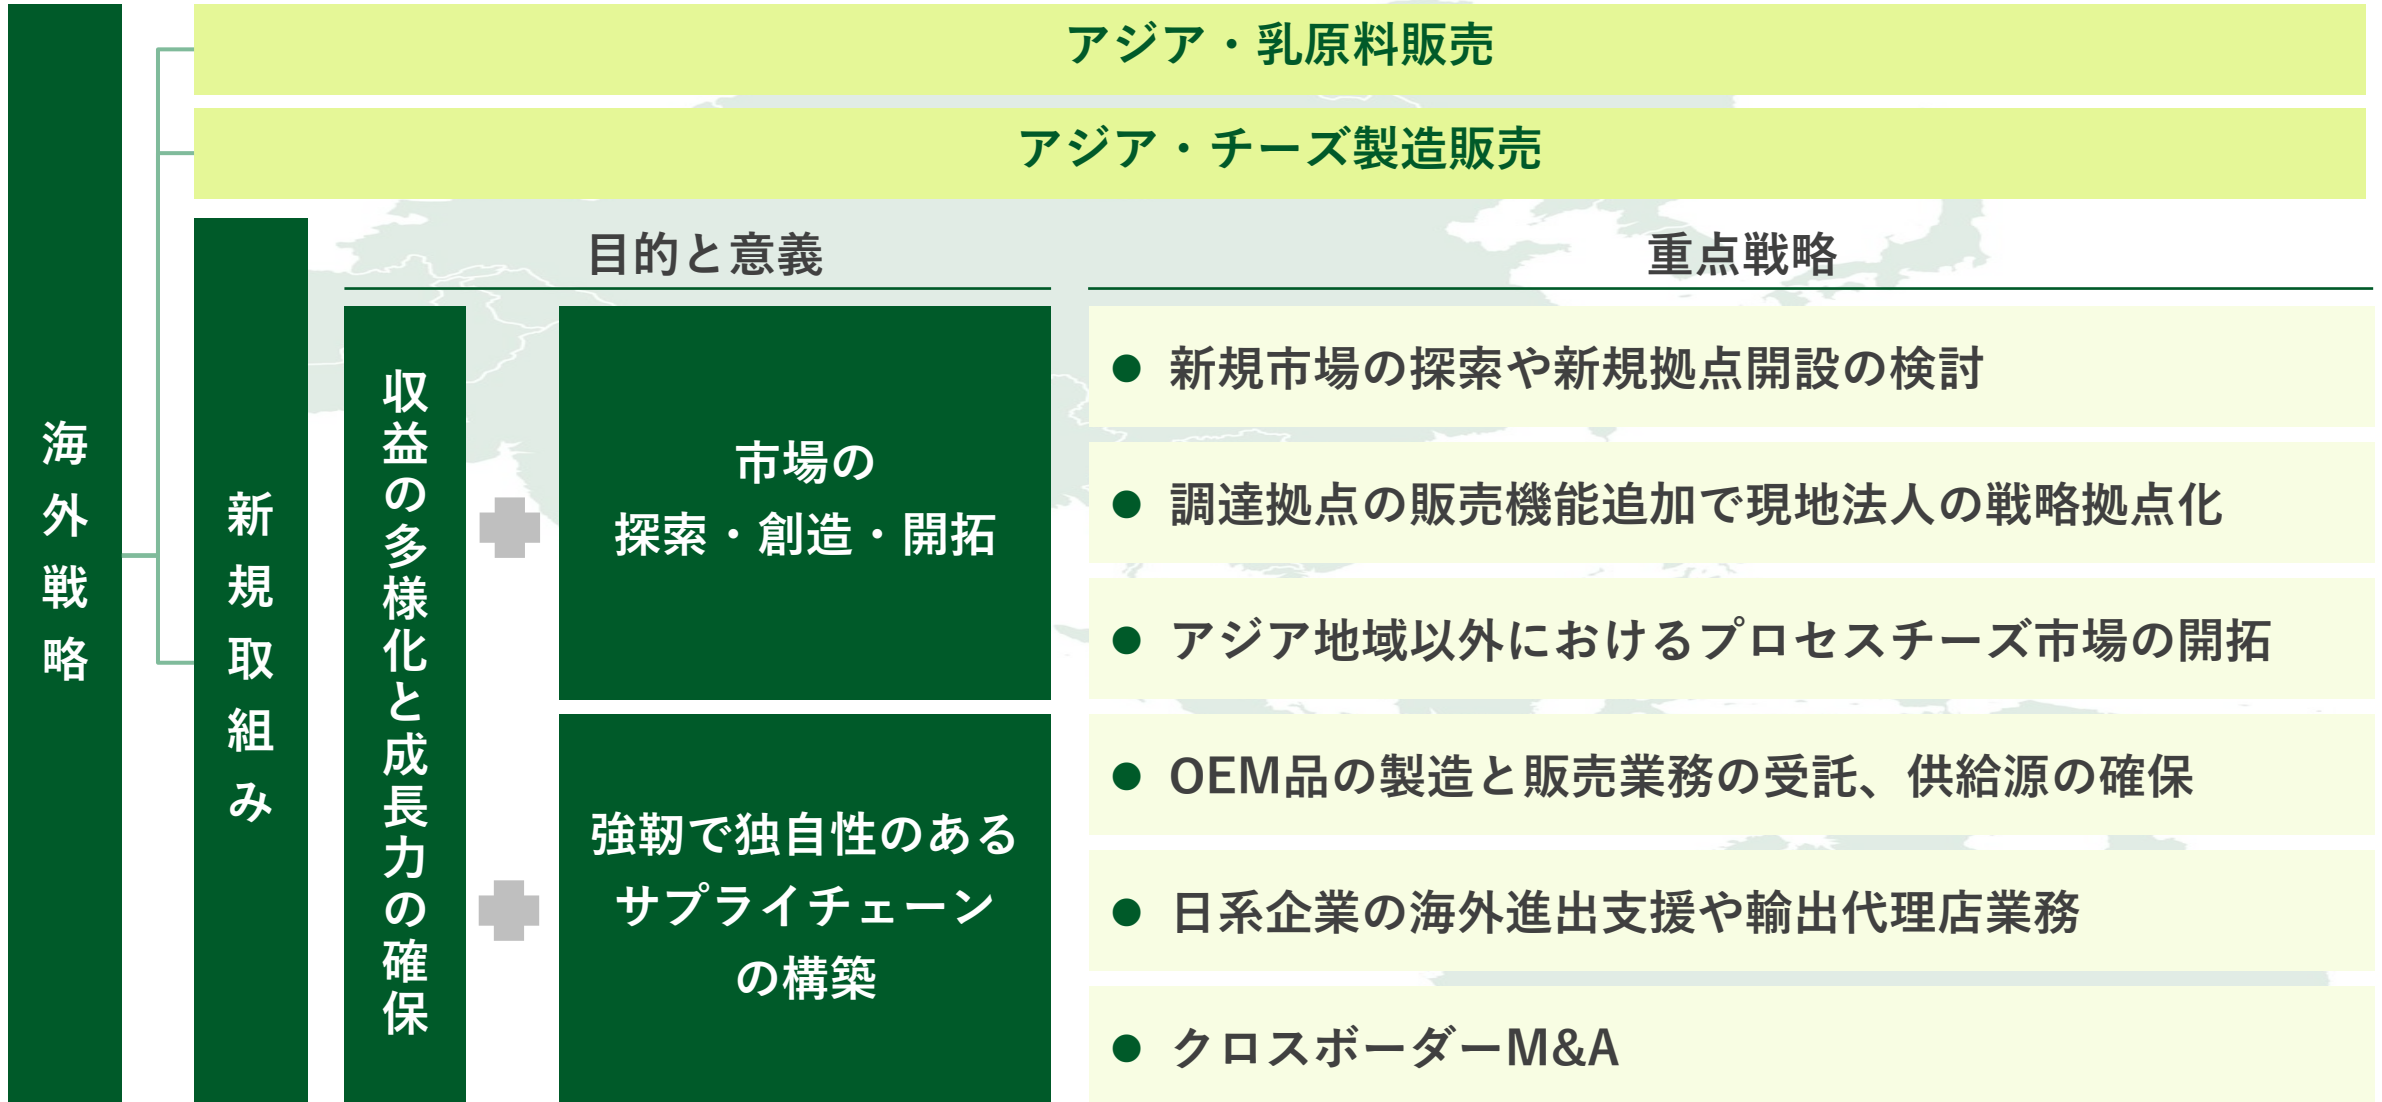 海外戦略
アジア・乳原料販売
アジア・チーズ製造販売
新規取組み
目的と意義
収益の多様化と成長力の確保
市場の
探索・創造・開拓
強靭で独自性のある
サプライチェーン
の構築
重点戦略
● 新規市場の探索や新規拠点開設の検討
● 調達拠点の販売機能追加で現地法人の戦略拠点化
● アジア地域以外におけるプロセスチーズ市場の開拓
● OEM品の製造と販売業務の受託、供給源の確保
● 日系企業の海外進出支援や輸出代理店業務
● クロスボーダーM&A